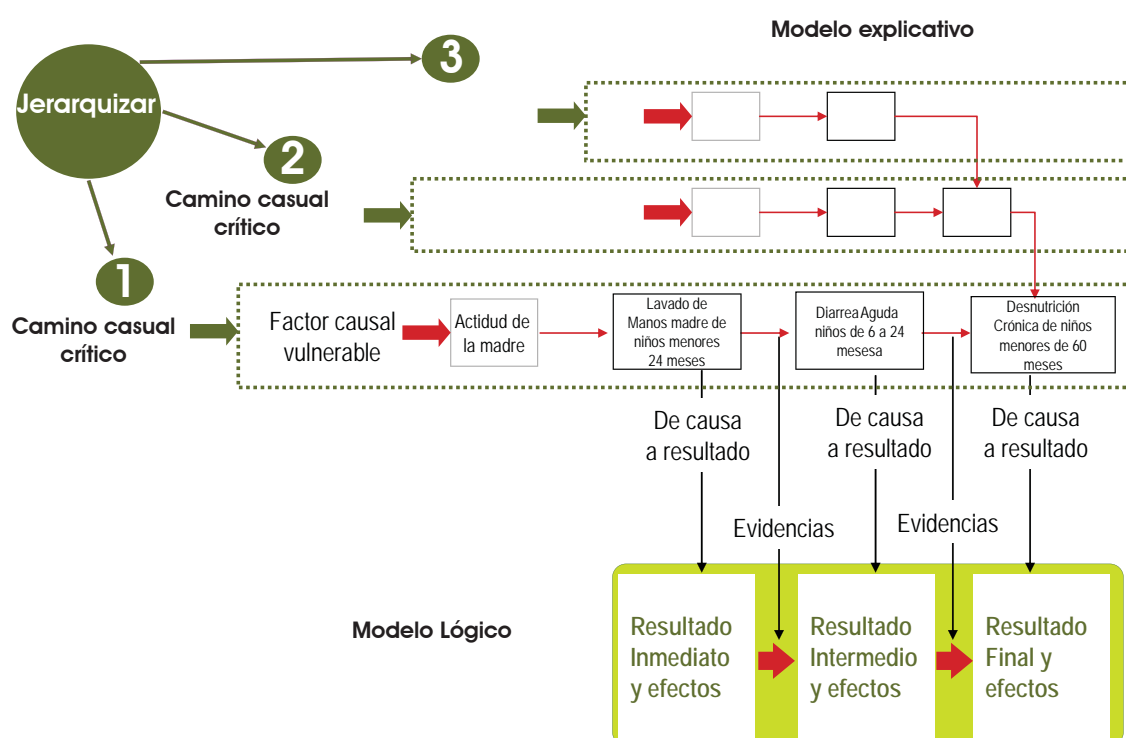 Modelo explicativo
3
Jerarquizar
2
Camino casual
crítico
1
Camino casual
crítico
Factor causal
vulnerable
Actidud de
la madre
Lavado de
Manos madre de
niños menores
24 meses
Diarrea Aguda
niños de 6 a 24
mesesa
Desnutrición
Crónica de niños
menores de 60
meses
De causa
a resultado
De causa
a resultado
De causa
a resultado
Evidencias
Evidencias
Modelo Lógico
Resultado
Inmediato
y efectos
Resultado
Intermedio
y efectos
Resultado
Final y
efectos